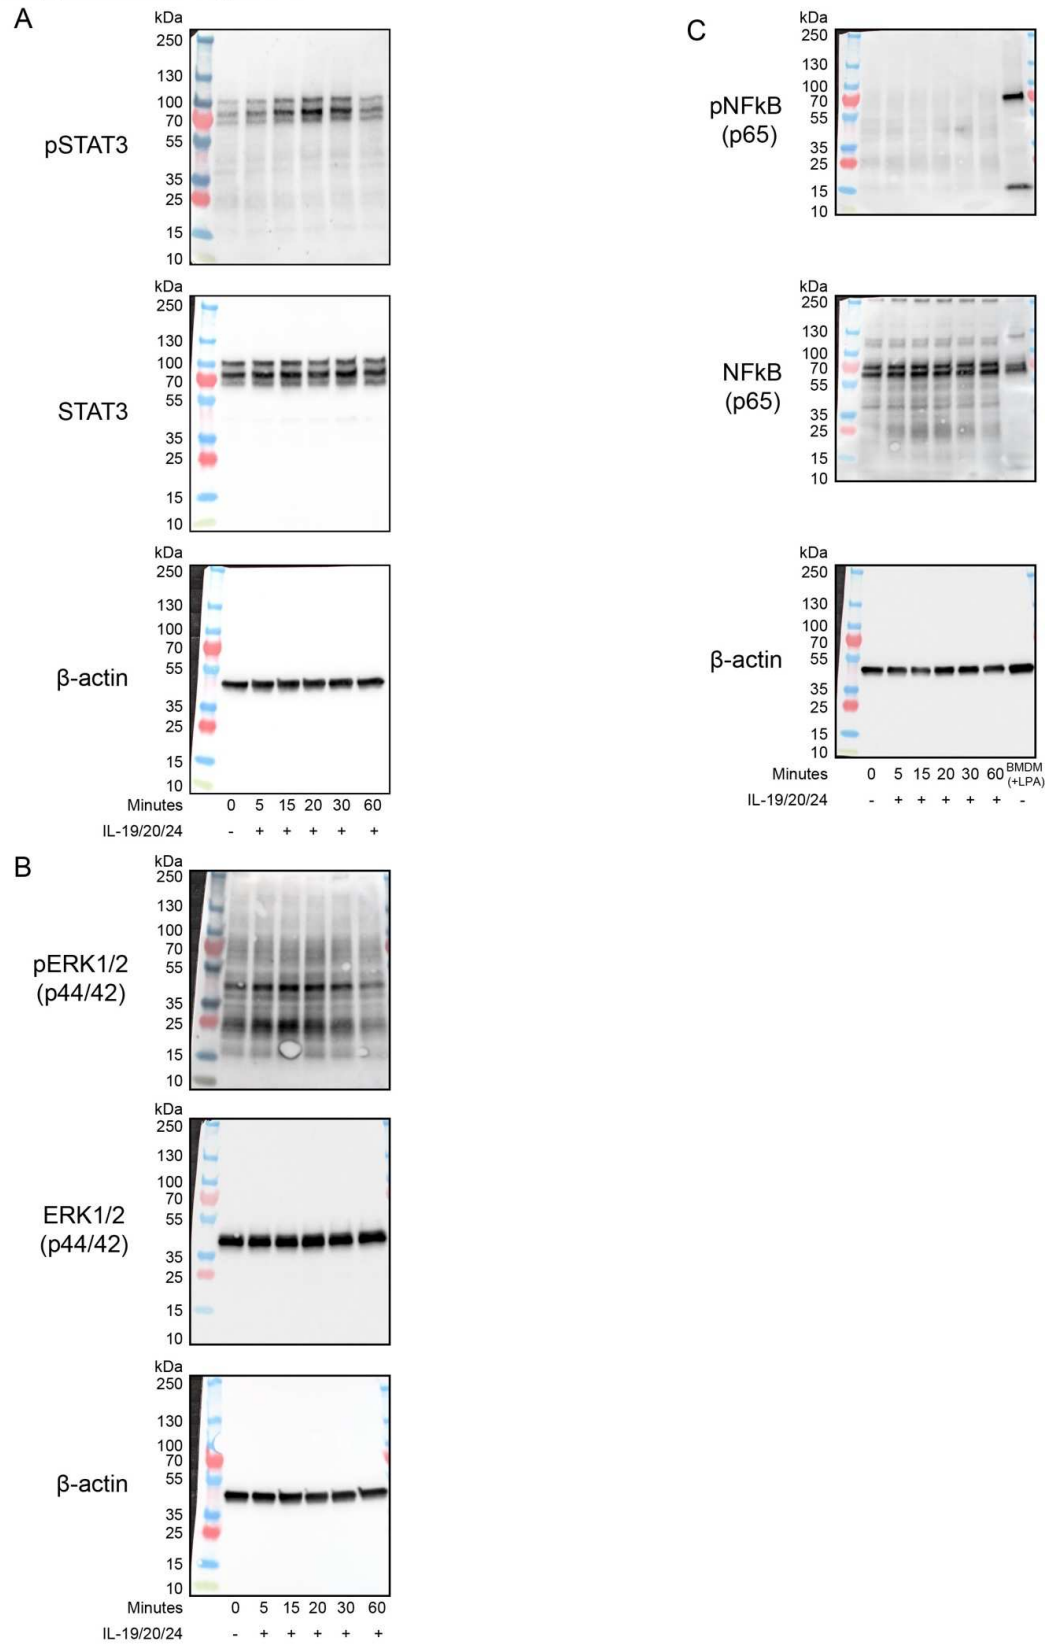 A
kDa
250
130
100
70
55
35
25
15
10
pSTAT3
kDa
250
130
100
70
55
35
25
15
10
STAT3
kDa
250
130
100
70
55
35
25
15
10
β-actin
Minutes 0 5 15 20 30 60
IL-19/20/24 - + + + + +
B
kDa
250
130
100
70
55
35
25
15
10
pERK1/2
(p44/42)
kDa
250
130
100
70
55
35
25
15
10
ERK1/2
(p44/42)
kDa
250
130
100
70
55
35
25
15
10
β-actin
Minutes 0 5 15 20 30 60
IL-19/20/24 - + + + + +
C
kDa
250
130
100
70
55
35
25
15
10
pNFkB
(p65)
kDa
250
130
100
70
55
35
25
15
10
NFkB
(p65)
kDa
250
130
100
70
55
35
25
15
10
β-actin
Minutes 0 5 15 20 30 60 BMDM
(+LPA)
IL-19/20/24 - + + + + + -